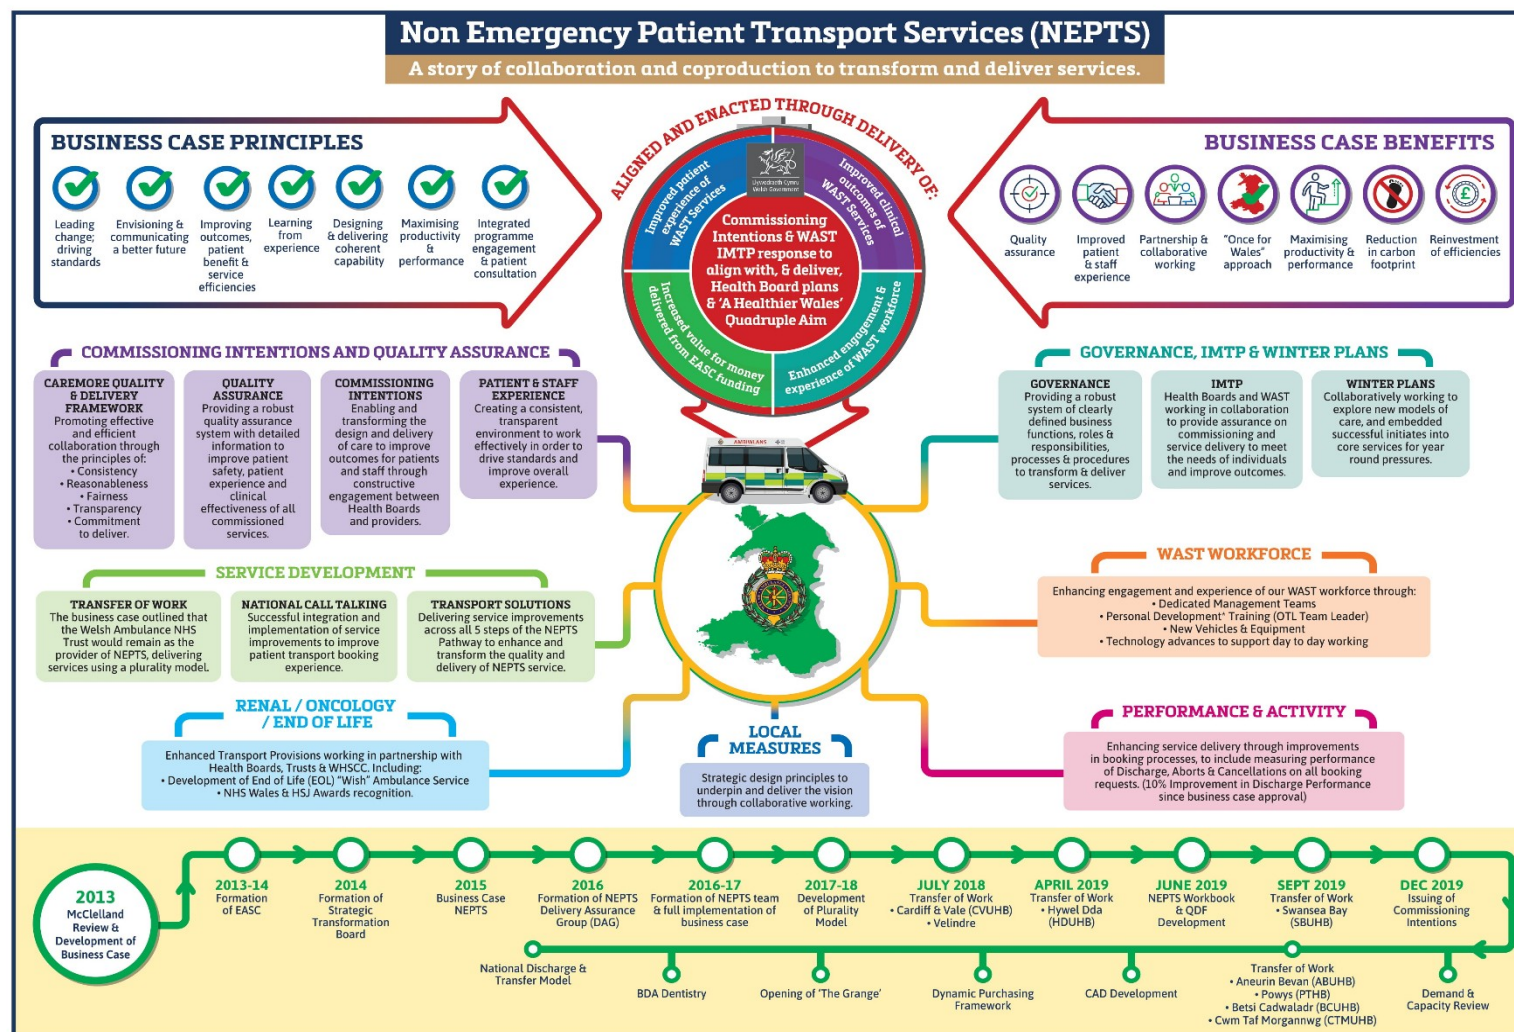 Non Emergency Patient Transport Services (NEPTS)
A story of collaboration and coproduction to transform and deliver services.
BUSINESS CASE PRINCIPLES
Leading
change;
driving
standards
Envisioning &
communicating
a better future
Improving
outcomes,
patient
benefit &
service
efficiencies
Learning
from
experience
Designing
& delivering
coherent
capability
Maximising
productivity
&
performance
Integrated
programme
engagement
& patient
consultation
ALIGNED AND ENACTED THROUGH DELIVERY OF:
Improved patient
experience of
WAST Services
Improved clinical
outcomes of
WAST Services
Increased value for money
delivered from EASC funding
Enhanced engagement &
experience of WAST workforce
Llywodraeth Cymru
Welsh Government
Commissioning
Intentions & WAST
IMTP response to
align with, & deliver,
Health Board plans
& ‘A Healthier Wales’
Quadruple Aim
BUSINESS CASE BENEFITS
Quality
assurance
Improved
patient
& staff
experience
Partnership &
collaborative
working
"Once for
Wales"
approach
Maximising
productivity &
performance
Reduction
in carbon
footprint
£
Reinvestment
of efficiencies
COMMISSIONING INTENTIONS AND QUALITY ASSURANCE
CAREMORE QUALITY
& DELIVERY
FRAMEWORK
Promoting effective
and efficient
collaboration through
the principles of:
• Consistency
• Reasonableness
• Fairness
• Transparency
• Commitment
to deliver.
QUALITY
ASSURANCE
Providing a robust
quality assurance
system with detailed
information to
improve patient
safety, patient
experience and
clinical
effectiveness of all
commissioned
services.
COMMISSIONING
INTENTIONS
Enabling and
transforming the
design and delivery
of care to improve
outcomes for patients
and staff through
constructive
engagement between
Health Boards
and providers.
PATIENT & STAFF
EXPERIENCE
Creating a consistent,
transparent
environment to work
effectively in order to
drive standards and
improve overall
experience.
AMBIWLANS
GOVERNANCE, IMTP & WINTER PLANS
GOVERNANCE
Providing a robust
system of clearly
defined business
functions, roles &
responsibilities,
processes & procedures
to transform & deliver
services.
IMTP
Health Boards and WAST
working in collaboration
to provide assurance on
commissioning and
service delivery to meet
the needs of individuals
and improve outcomes.
WINTER PLANS
Collaboratively working to
explore new models of
care, and embedded
successful initiates into
core services for year
round pressures.
SERVICE DEVELOPMENT
TRANSFER OF WORK
The business case outlined that
the Welsh Ambulance NHS
Trust would remain as the
provider of NEPTS, delivering
services using a plurality model.
NATIONAL CALL TALKING
Successful integration and
implementation of service
improvements to improve
patient transport booking
experience.
TRANSPORT SOLUTIONS
Delivering service improvements
across all 5 steps of the NEPTS
Pathway to enhance and
transform the quality and
delivery of NEPTS service.
WAST WORKFORCE
Enhancing engagement and experience of our WAST workforce through:
• Dedicated Management Teams
• Personal Development* Training (OTL Team Leader)
• New Vehicles & Equipment
• Technology advances to support day to day working
RENAL / ONCOLOGY
/ END OF LIFE
Enhanced Transport Provisions working in partnership with
Health Boards, Trusts & WHSCC. Including:
• Development of End of Life (EOL) "Wish" Ambulance Service
• NHS Wales & HSJ Awards recognition.
LOCAL
MEASURES
Strategic design principles to
underpin and deliver the vision
through collaborative working.
PERFORMANCE & ACTIVITY
Enhancing service delivery through improvements
in booking processes, to include measuring performance
of Discharge, Aborts & Cancellations on all booking
requests. (10% Improvement in Discharge Performance
since business case approval)
2013
McClelland
Review &
Development of
Business Case
2013-14
Formation
of EASC
2014
Formation of
Strategic
Transformation
Board
2015
Business Case
NEPTS
2016
Formation of NEPTS
Delivery Assurance
Group (DAG)
2016-17
Formation of NEPTS team
& full implementation of
business case
2017-18
Development
of Plurality
Model
JULY 2018
Transfer of Work
• Cardiff & Vale (CVUHB)
• Velindre
APRIL 2019
Transfer of Work
• Hywel Dda
(HDUHB)
JUNE 2019
NEPTS Workbook
& QDF
Development
SEPT 2019
Transfer of Work
• Swansea Bay
(SBUHB)
DEC 2019
Issuing of
Commissioning
Intentions
National Discharge &
Transfer Model
BDA Dentistry
Opening of 'The Grange'
Dynamic Purchasing
Framework
CAD Development
Transfer of Work
• Aneurin Bevan (ABUHB)
• Powys (PTHB)
• Betsi Cadwaladr (BCUHB)
• Cwm Taf Morgannwg (CTMUHB)
Demand &
Capacity Review